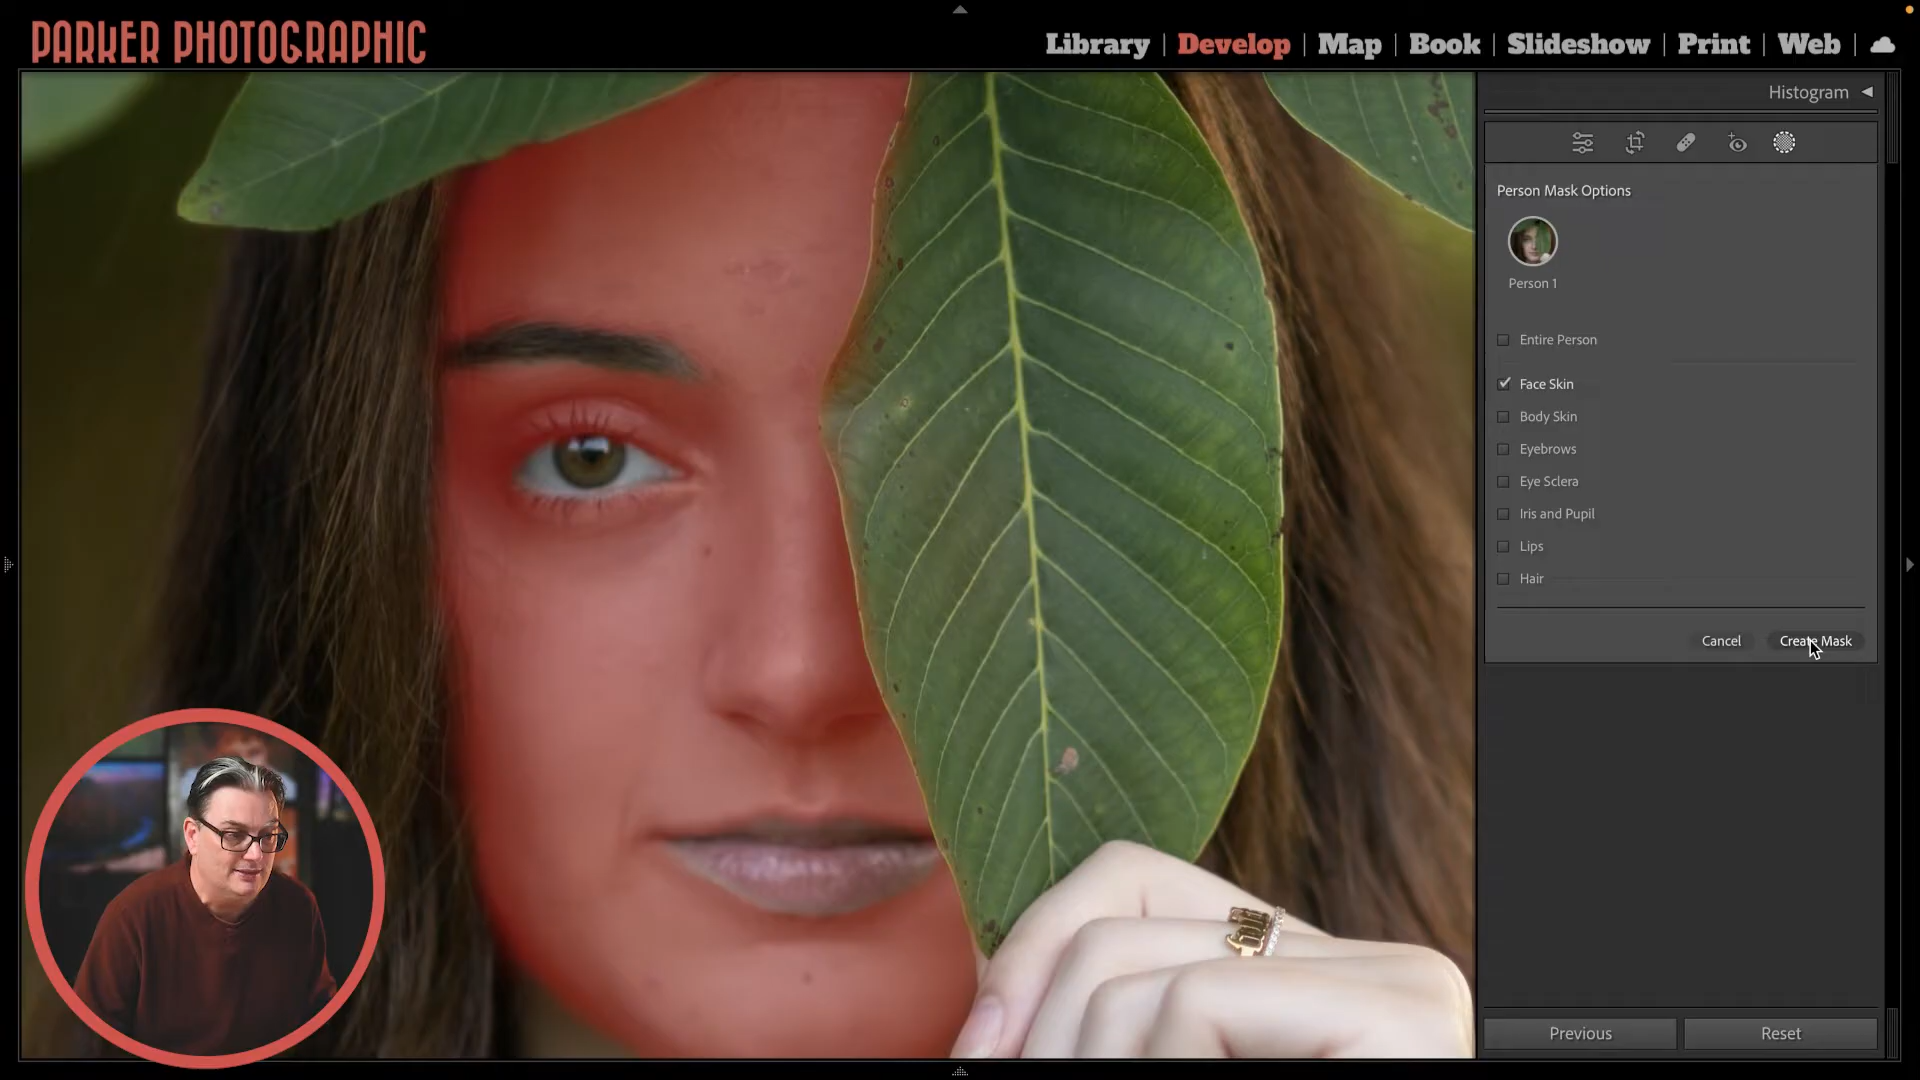 PARKER PHOTOGRAPHIC
Library | Develop | Map | Book | Slideshow | Print | Web |
Histogram
Person Mask Options
Person 1
Entire Person
Face Skin
Body Skin
Eyebrows
Eye Sclera
Iris and Pupil
Lips
Hair
Cancel Create Mask
Previous Reset